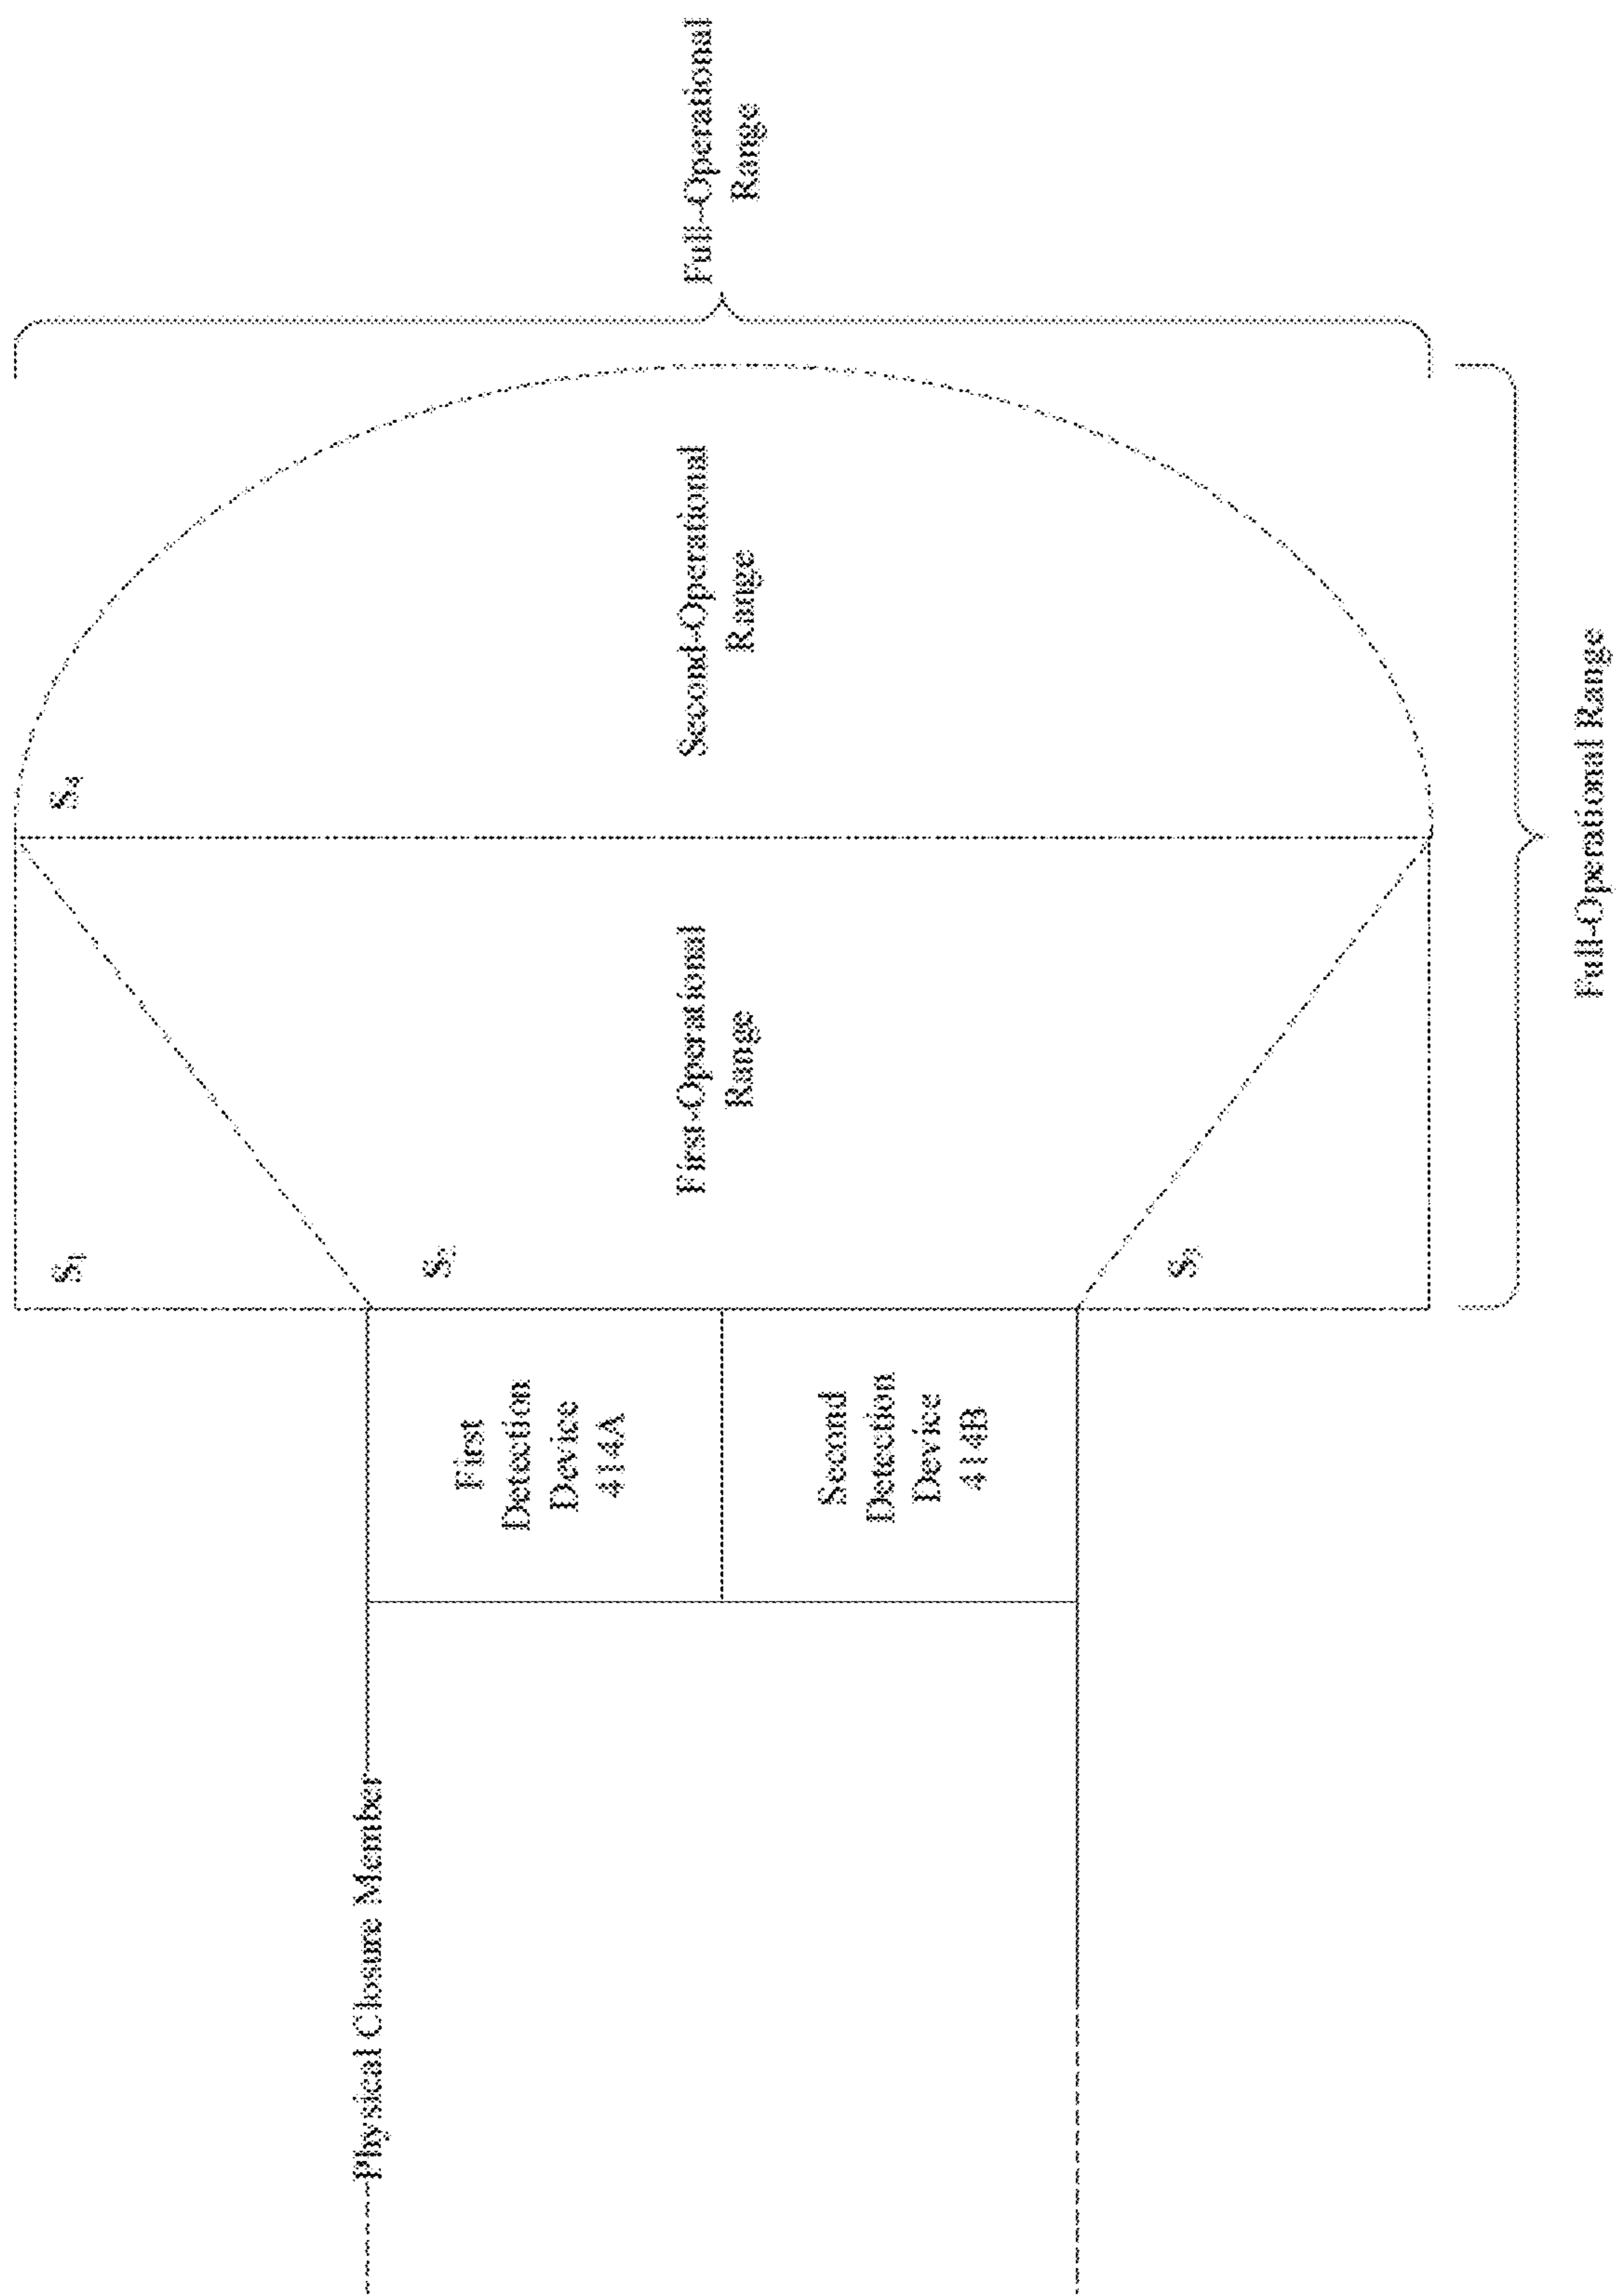 S₁
S₄
Physical Closure Member
S₂
First
Detection
Device
414A
First-Operational
Range
Second-Operational
Range
Full-Operational
Range
Second
Detection
Device
414B
S₃
Full-Operational Range